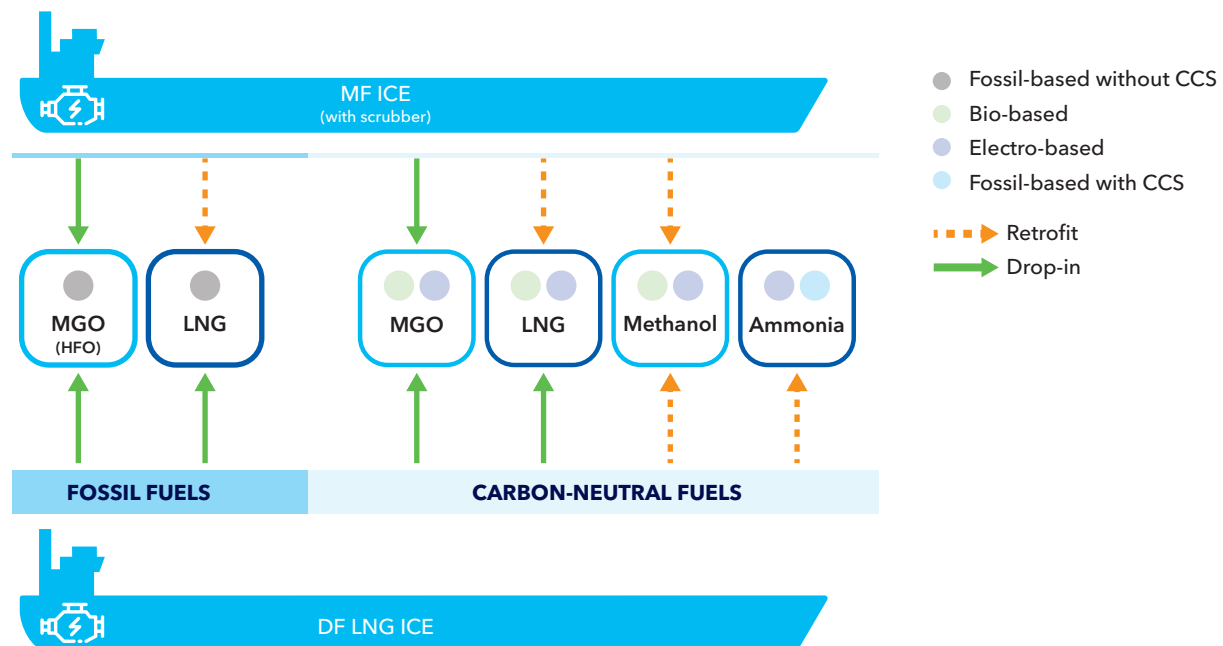 MF ICE
(with scrubber)
Fossil-based without CCS
Bio-based
Electro-based
Fossil-based with CCS
Retrofit
Drop-in
MGO
(HFO)
LNG
MGO
LNG
Methanol
Ammonia
FOSSIL FUELS
CARBON-NEUTRAL FUELS
DF LNG ICE